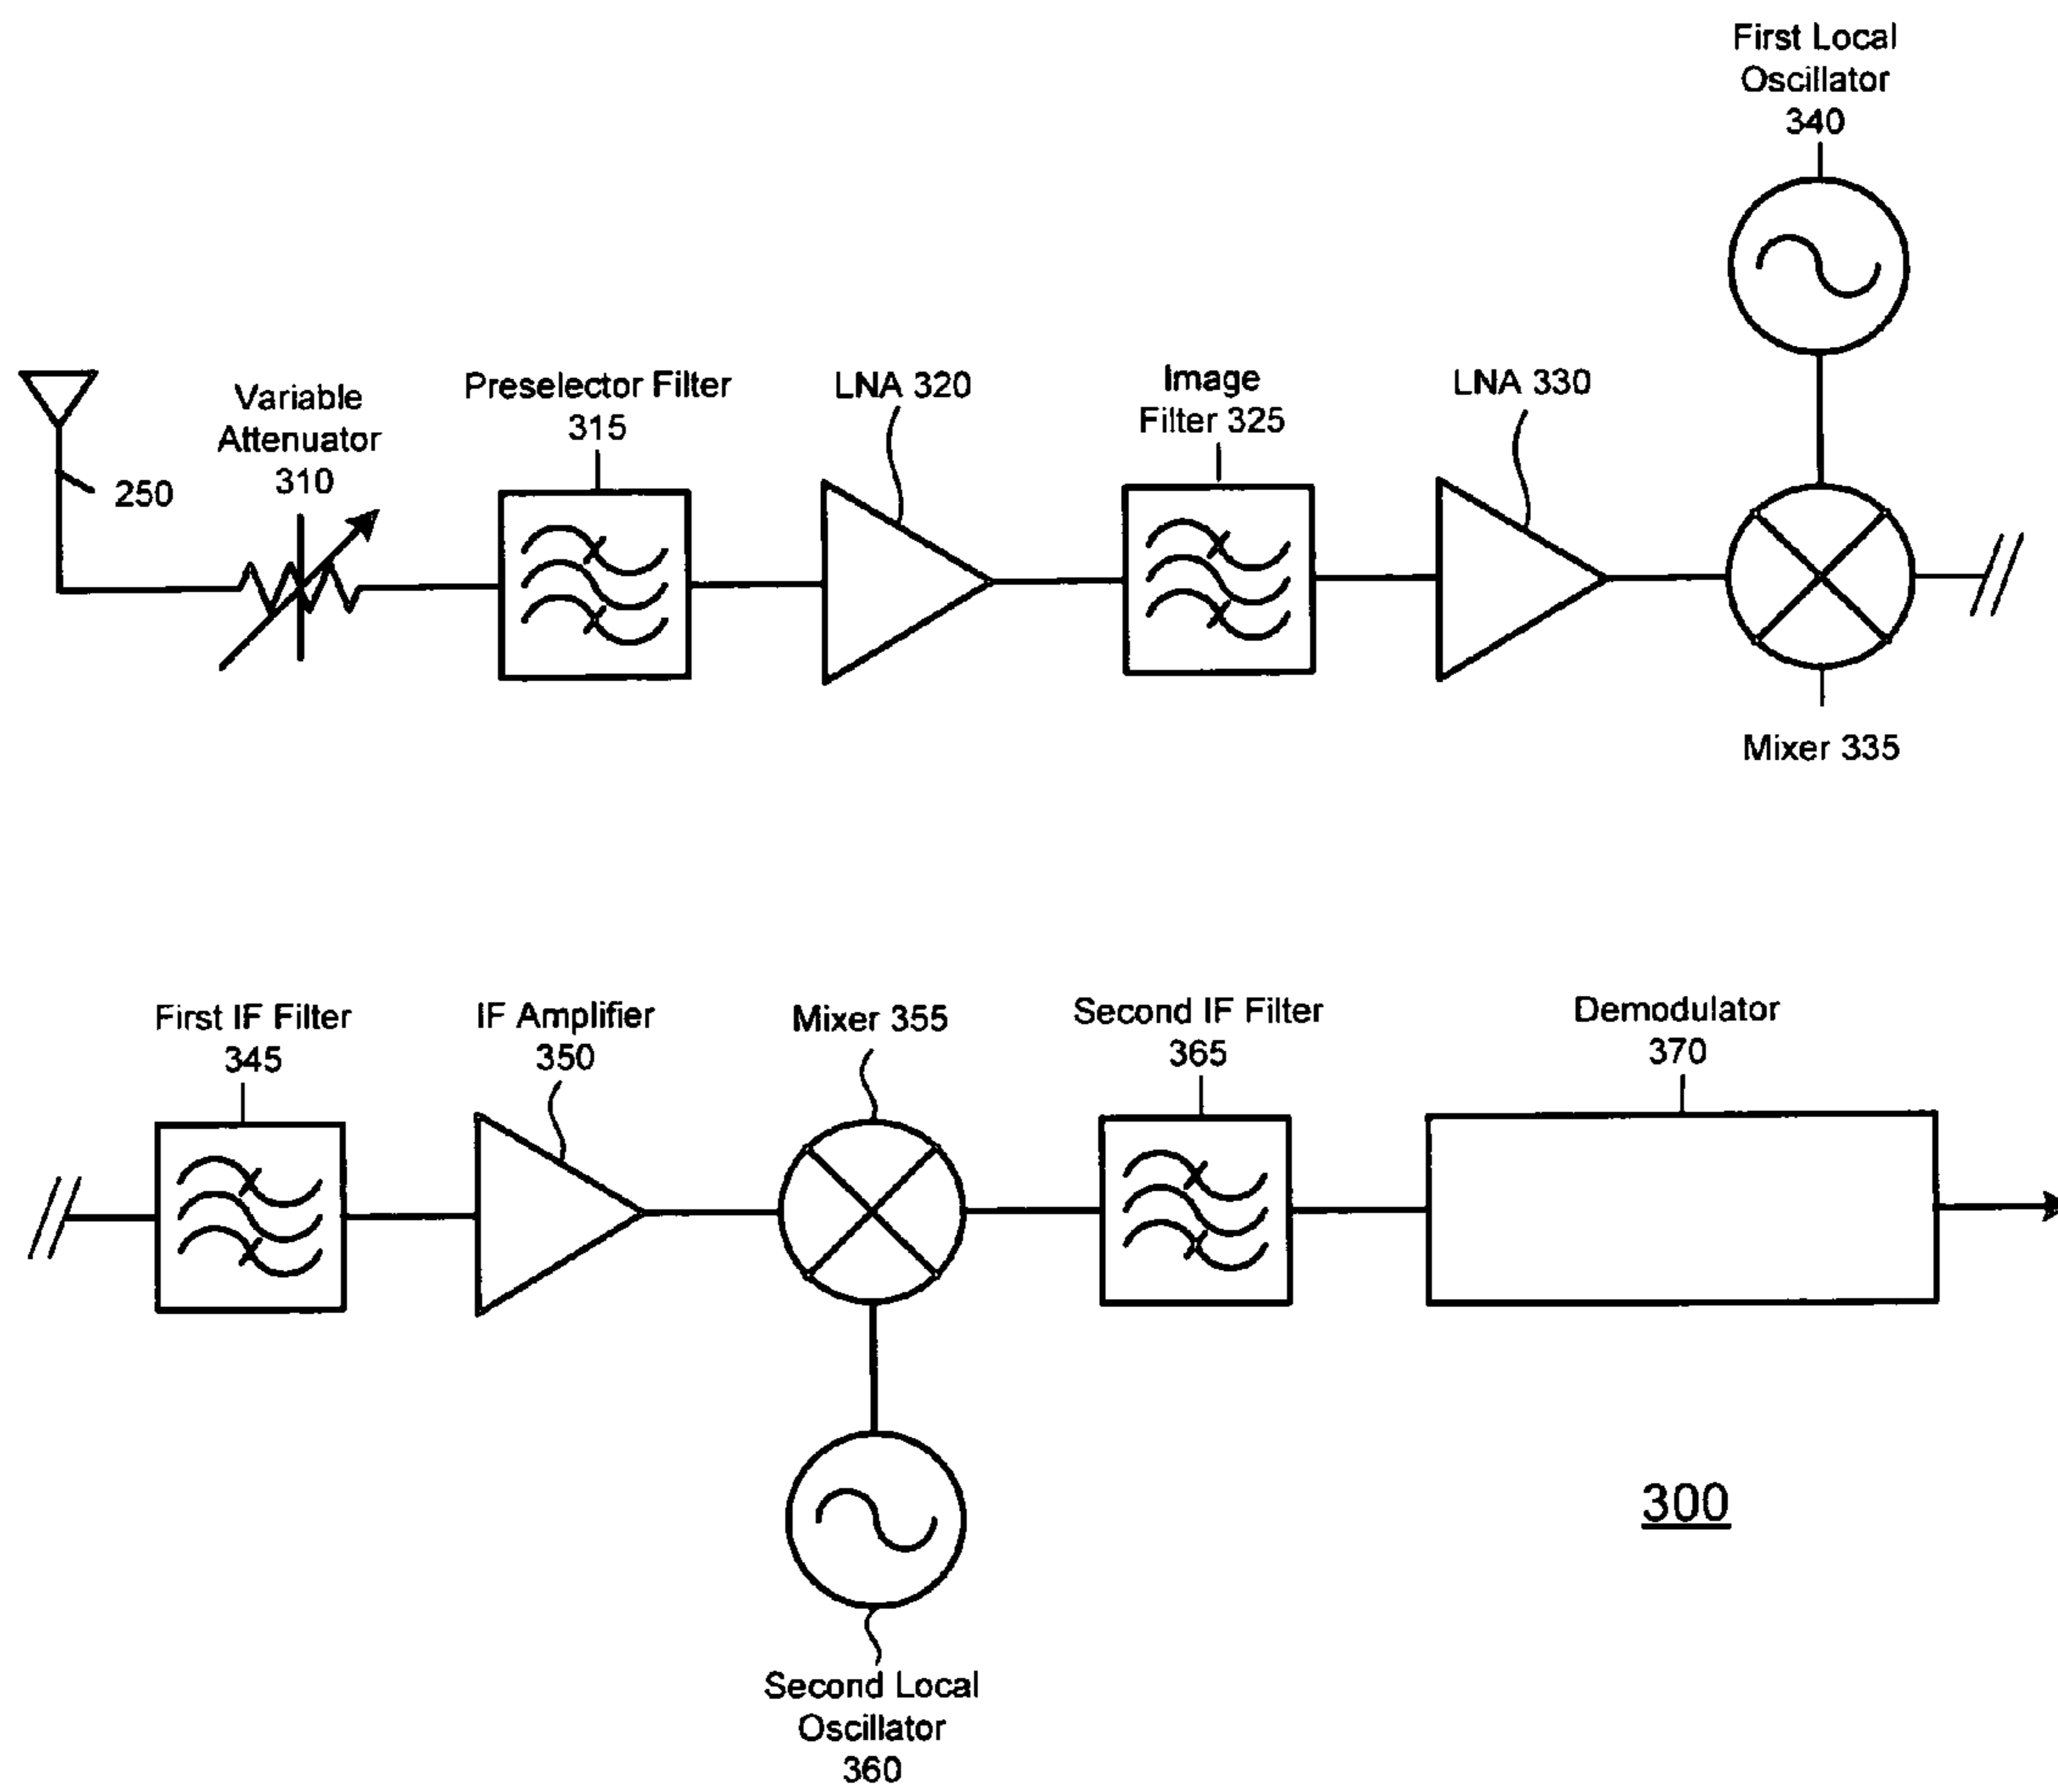 First Local
Oscillator
340
Variable
Attenuator
310
Preselector Filter
315
LNA 320
Image
Filter 325
LNA 330
250
Mixer 335
First IF Filter
345
IF Amplifier
350
Mixer 355
Second IF Filter
365
Demodulator
370
300
Second Local
Oscillator
360